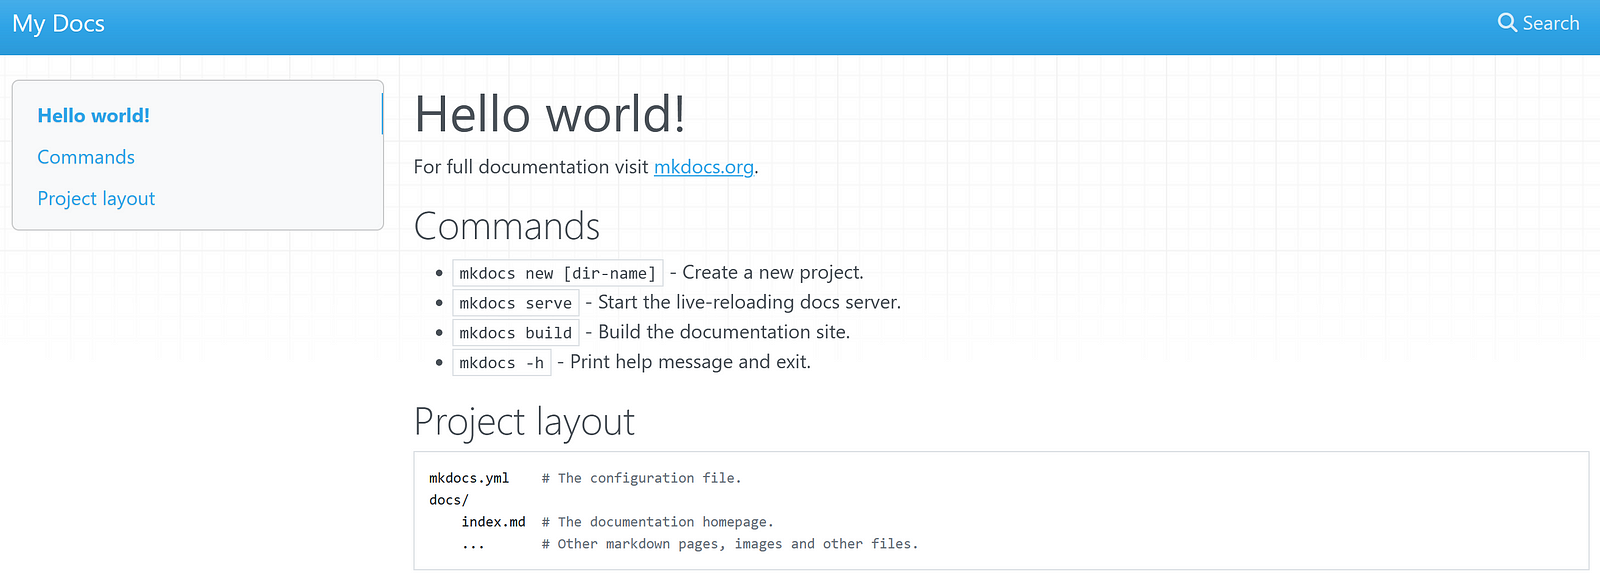 My Docs
Search
Hello world!
Commands
Project layout
Hello world!
For full documentation visit mkdocs.org.
Commands
mkdocs new [dir-name] - Create a new project.
mkdocs serve - Start the live-reloading docs server.
mkdocs build - Build the documentation site.
mkdocs -h - Print help message and exit.
Project layout
mkdocs.yml    # The configuration file.
docs/
    index.md  # The documentation homepage.
    ...       # Other markdown pages, images and other files.